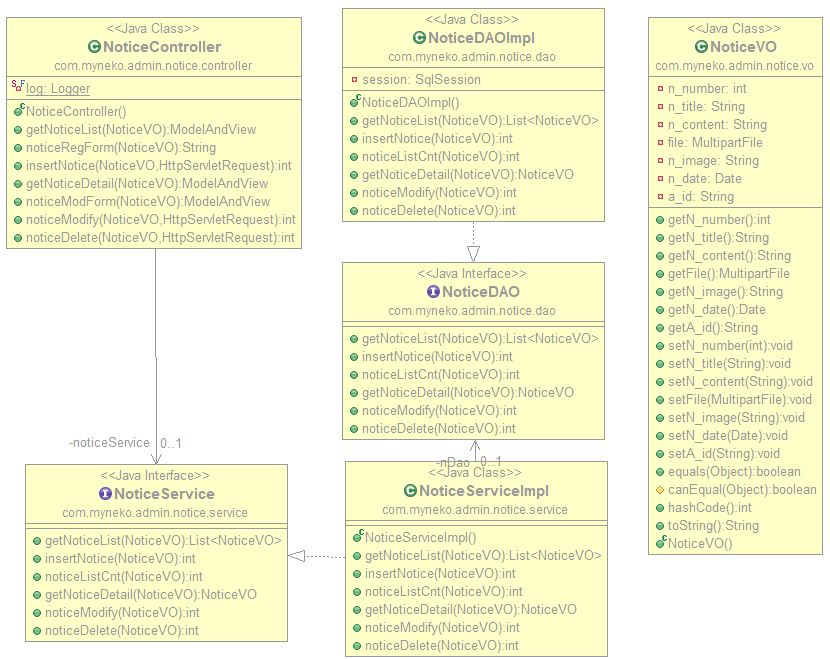 <<Java Class>>
NoticeController
com.myneko.admin.notice.controller
log: Logger
NoticeController()
getNoticeList(NoticeVO):ModelAndView
noticeRegForm(NoticeVO):String
insertNotice(NoticeVO,HttpServletRequest):int
getNoticeDetail(NoticeVO):ModelAndView
noticeModForm(NoticeVO):ModelAndView
noticeModify(NoticeVO,HttpServletRequest):int
noticeDelete(NoticeVO,HttpServletRequest):int
<<Java Class>>
NoticeDAOImpl
com.myneko.admin.notice.dao
session: SqlSession
NoticeDAOImpl()
getNoticeList(NoticeVO):List<NoticeVO>
insertNotice(NoticeVO):int
noticeListCnt(NoticeVO):int
getNoticeDetail(NoticeVO):NoticeVO
noticeModify(NoticeVO):int
noticeDelete(NoticeVO):int
<<Java Class>>
NoticeVO
com.myneko.admin.notice.vo
n_number: int
n_title: String
n_content: String
file: MultipartFile
n_image: String
n_date: Date
a_id: String
getN_number():int
getN_title():String
getN_content():String
getFile():MultipartFile
getN_image():String
getN_date():Date
getA_id():String
setN_number(int):void
setN_title(String):void
setN_content(String):void
setFile(MultipartFile):void
setN_image(String):void
setN_date(Date):void
setA_id(String):void
equals(Object):boolean
canEqual(Object):boolean
hashCode():int
toString():String
NoticeVO()
<<Java Interface>>
NoticeDAO
com.myneko.admin.notice.dao
getNoticeList(NoticeVO):List<NoticeVO>
insertNotice(NoticeVO):int
noticeListCnt(NoticeVO):int
getNoticeDetail(NoticeVO):NoticeVO
noticeModify(NoticeVO):int
noticeDelete(NoticeVO):int
-noticeService 0..1
<<Java Interface>>
NoticeService
com.myneko.admin.notice.service
getNoticeList(NoticeVO):List<NoticeVO>
insertNotice(NoticeVO):int
noticeListCnt(NoticeVO):int
getNoticeDetail(NoticeVO):NoticeVO
noticeModify(NoticeVO):int
noticeDelete(NoticeVO):int
-nDao 0..1
<<Java Class>>
NoticeServiceImpl
com.myneko.admin.notice.service
NoticeServiceImpl()
getNoticeList(NoticeVO):List<NoticeVO>
insertNotice(NoticeVO):int
noticeListCnt(NoticeVO):int
getNoticeDetail(NoticeVO):NoticeVO
noticeModify(NoticeVO):int
noticeDelete(NoticeVO):int